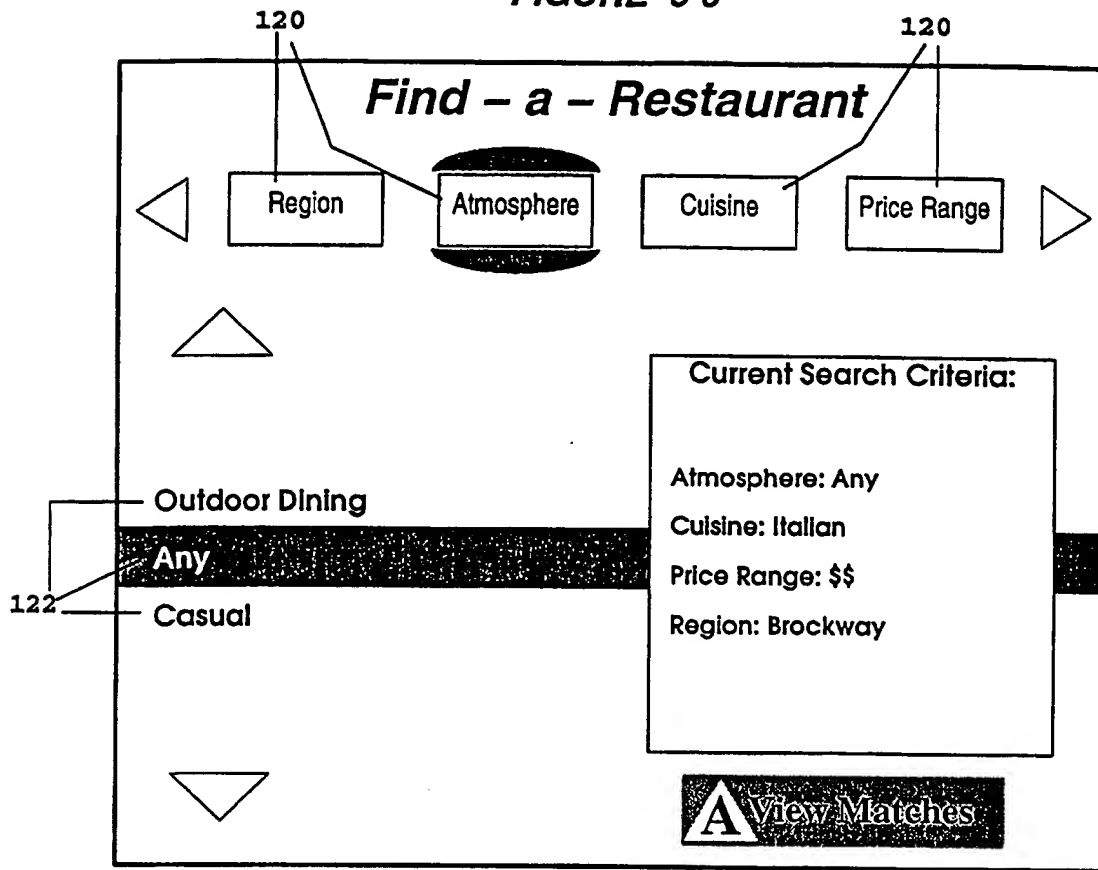 120
120
Find – a – Restaurant
Region
Atmosphere
Cuisine
Price Range
Current Search Criteria:
Atmosphere: Any
Cuisine: Italian
Price Range: $$
Region: Brockway
Outdoor Dining
Any
Casual
122
A View Matches